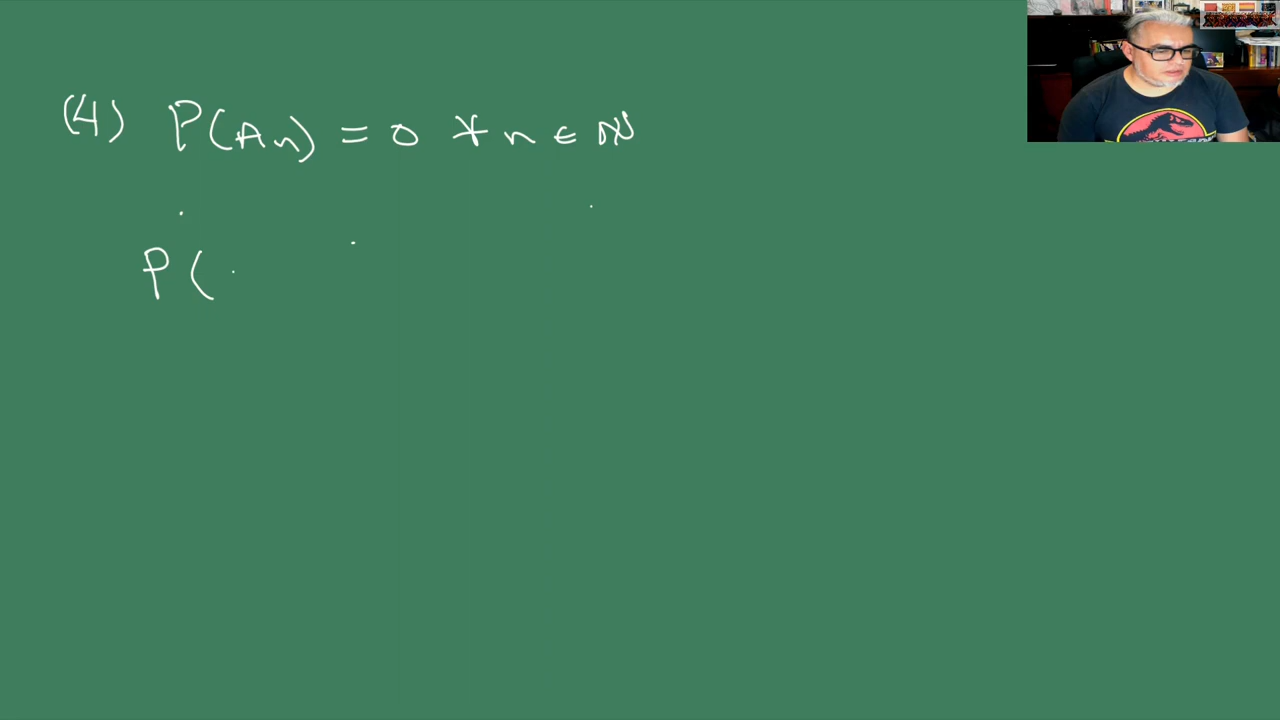 (4) P(An) = 0 ∀ n ∈ ℕ
P(